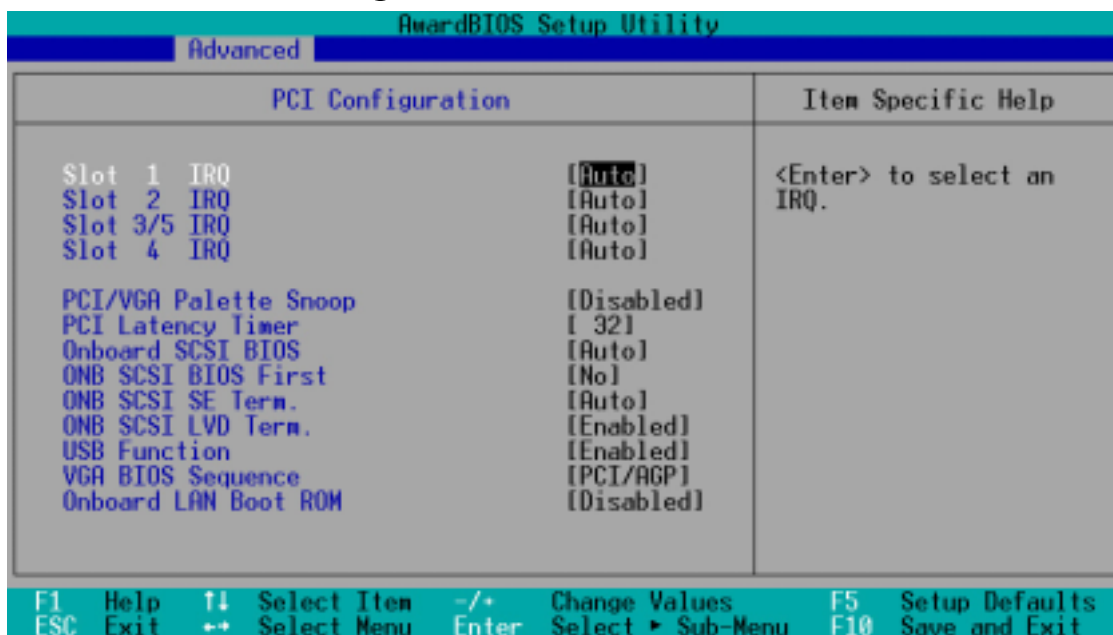 AwardBIOS Setup Utility
Advanced
PCI Configuration
Item Specific Help
Slot 1 IRQ [Auto]
Slot 2 IRQ [Auto]
Slot 3/5 IRQ [Auto]
Slot 4 IRQ [Auto]
PCI/VGA Palette Snoop [Disabled]
PCI Latency Timer [ 32]
Onboard SCSI BIOS [Auto]
ONB SCSI BIOS First [No]
ONB SCSI SE Term. [Auto]
ONB SCSI LVD Term. [Enabled]
USB Function [Enabled]
VGA BIOS Sequence [PCI/AGP]
Onboard LAN Boot ROM [Disabled]
<Enter> to select an
IRQ.
F1 Help ↑↓ Select Item -/+ Change Values F5 Setup Defaults
ESC Exit ↔ Select Menu Enter Select ► Sub-Menu F10 Save and Exit